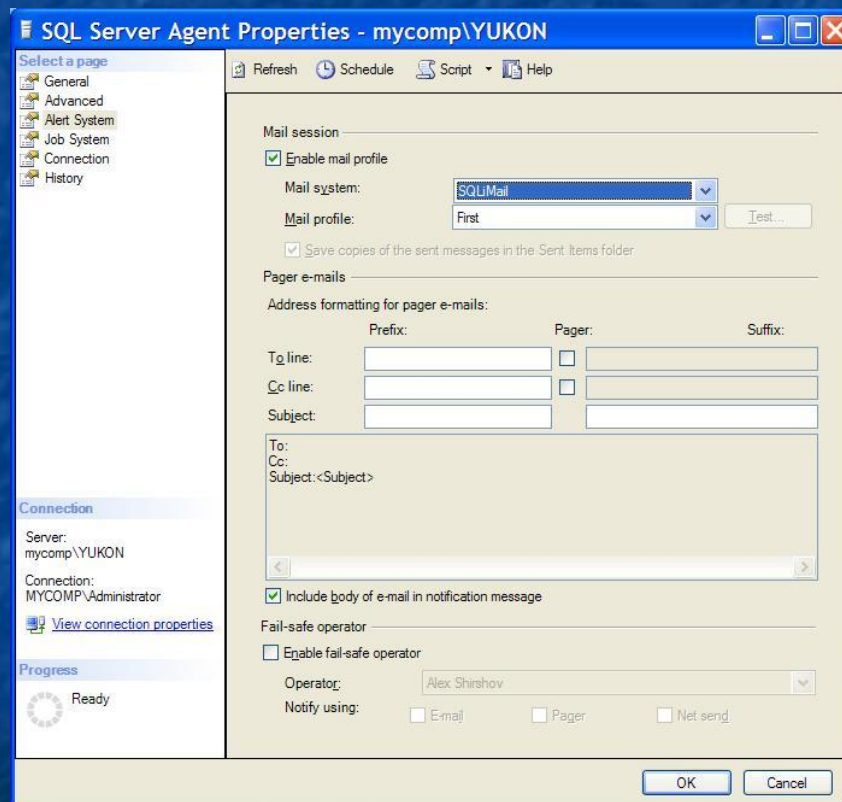 SQL Server Agent Properties - mycomp\YUKON
Select a page
General
Advanced
Alert System
Job System
Connection
History
Refresh Schedule Script Help
Mail session
Enable mail profile
Mail system: SQLiMail
Mail profile: First Test...
Save copies of the sent messages in the Sent Items folder
Pager e-mails
Address formatting for pager e-mails:
Prefix: Pager: Suffix:
To line:
Cc line:
Subject:
To:
Cc:
Subject:<Subject>
Include body of e-mail in notification message
Fail-safe operator
Enable fail-safe operator
Operator: Alex Shirshov
Notify using: E-mail Pager Net send
Connection
Server:
mycomp\YUKON
Connection:
MYCOMP\Administrator
View connection properties
Progress
Ready
OK Cancel